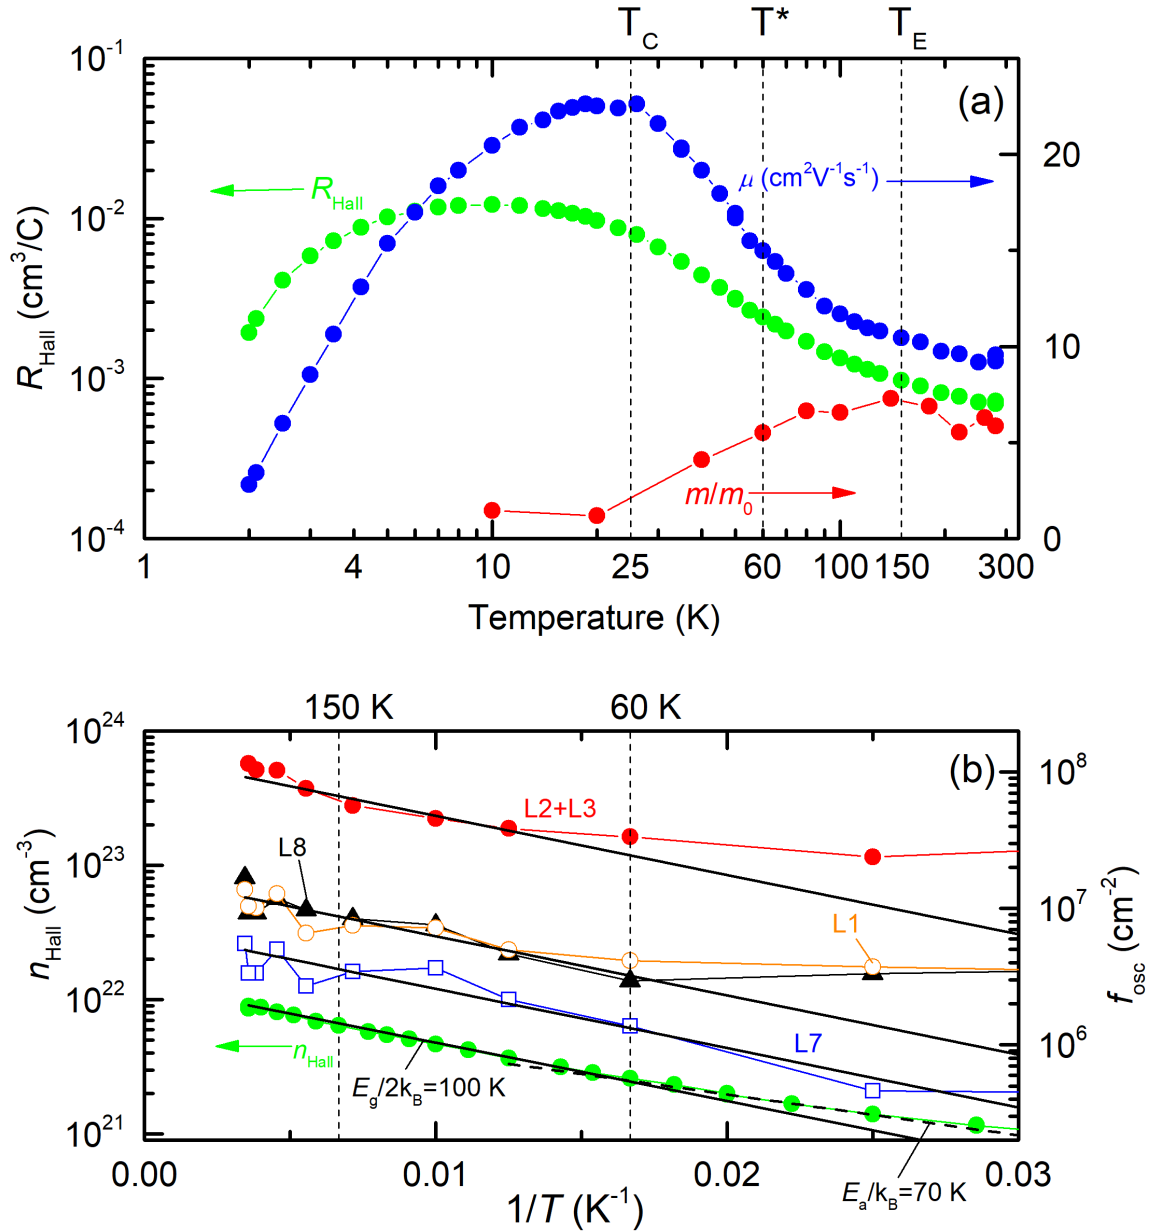 T_C T* T_E
10^-1
(a)
20
μ (cm^2V^-1s^-1)
R_Hall
10^-2
R_Hall (cm^3/C)
10
10^-3
m/m_0
10^-4
0
1 4 10 25 60 100 150 300
Temperature (K)
150 K 60 K
10^24
(b)
10^8
L2+L3
10^23
L8
10^7
L1
n_Hall (cm^-3)
f_osc (cm^-2)
10^22
10^6
n_Hall
L7
E_g/2k_B=100 K
10^21
0.00 0.01 0.02 0.03
E_a/k_B=70 K
1/T (K^-1)